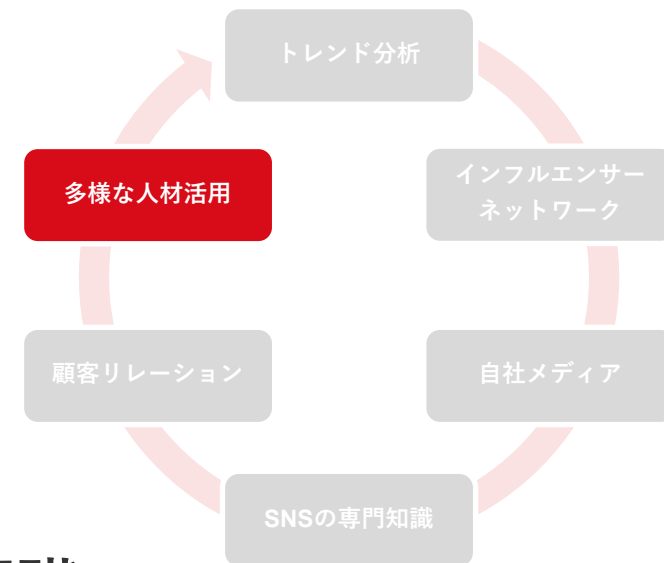 トレンド分析
多様な人材活用
インフルエンサー
ネットワーク
顧客リレーション
自社メディア
SNSの専門知識